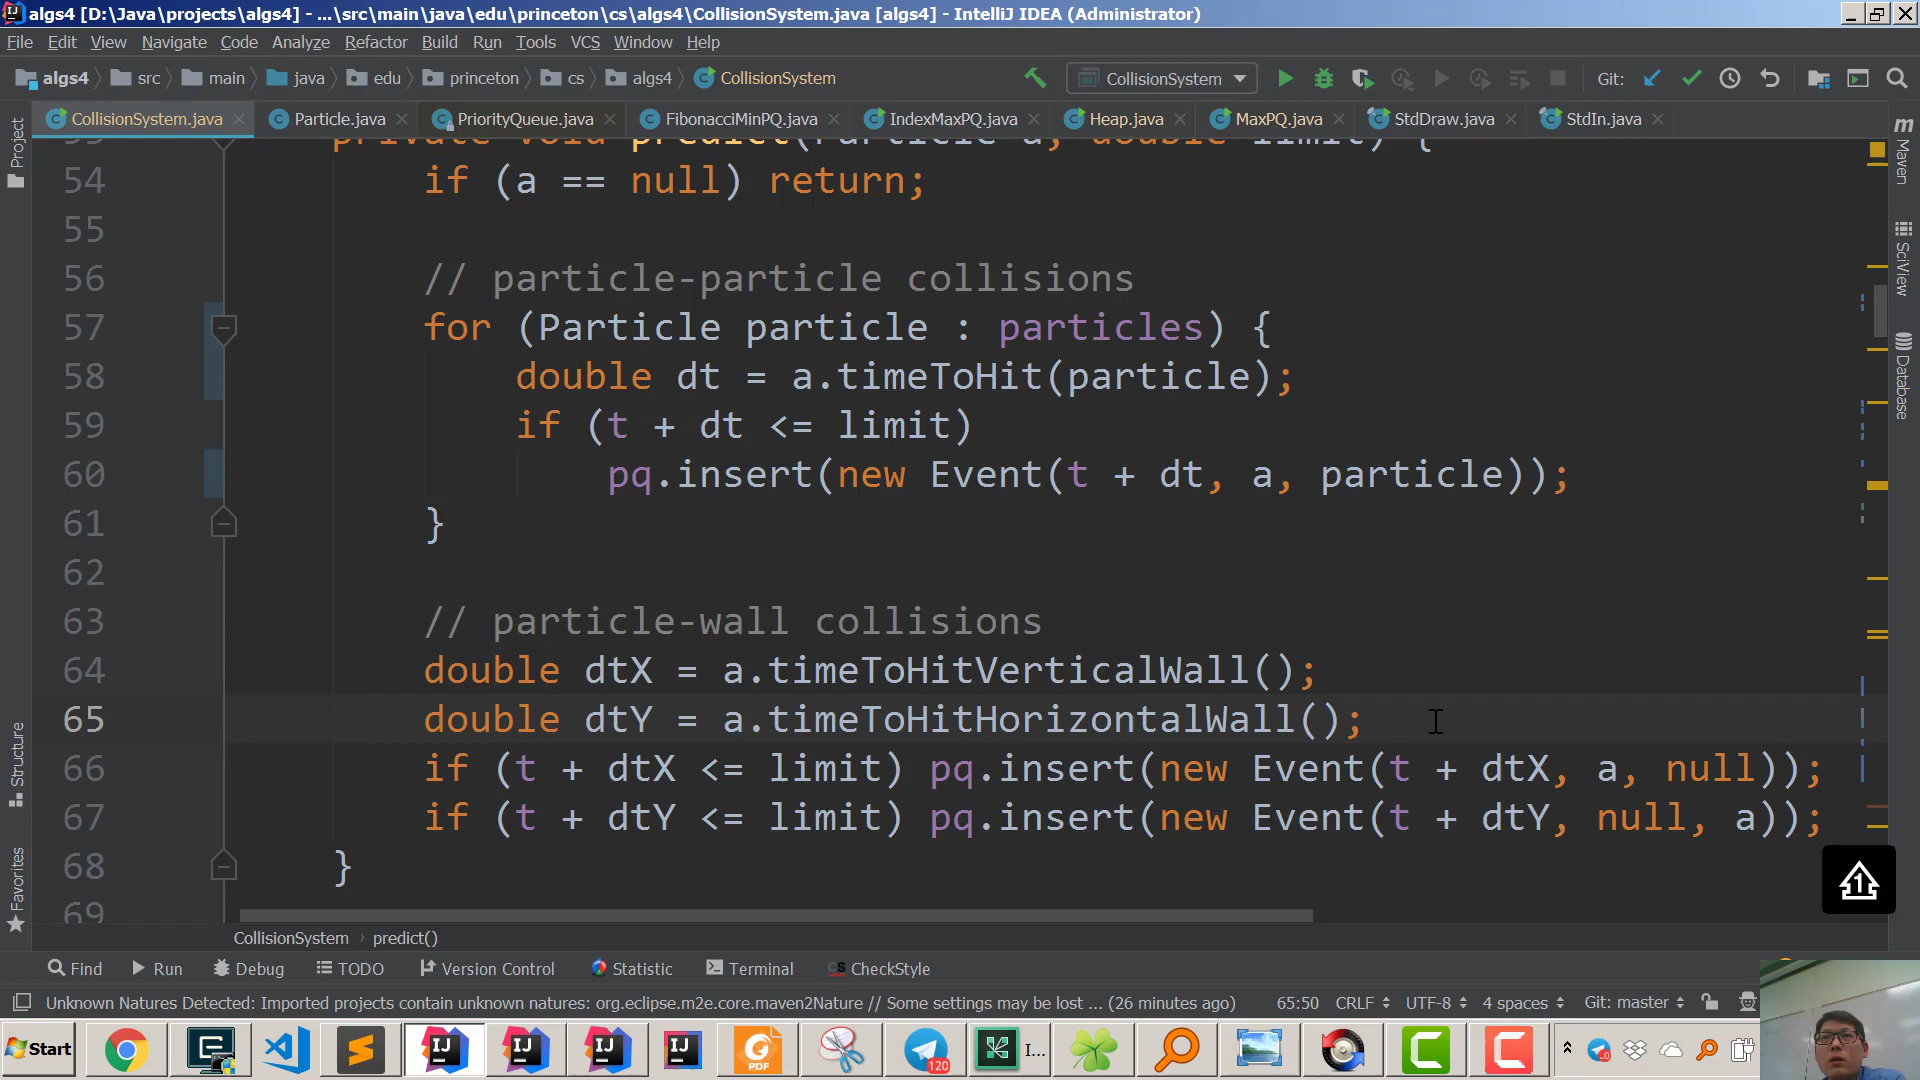 algs4 [D:\Java\projects\algs4] - ...\src\main\java\edu\princeton\cs\algs4\CollisionSystem.java [algs4] - IntelliJ IDEA (Administrator)
File Edit View Navigate Code Analyze Refactor Build Run Tools VCS Window Help
algs4 src main java edu princeton cs algs4 CollisionSystem CollisionSystem Git:
CollisionSystem.java Particle.java PriorityQueue.java FibonacciMinPQ.java IndexMaxPQ.java Heap.java MaxPQ.java StdDraw.java StdIn.java
Project
Structure
Favorites
Maven
SciView
Database
53 private void predict(Particle a, double limit) {
54 if (a == null) return;
55
56 // particle-particle collisions
57 for (Particle particle : particles) {
58 double dt = a.timeToHit(particle);
59 if (t + dt <= limit)
60 pq.insert(new Event(t + dt, a, particle));
61 }
62
63 // particle-wall collisions
64 double dtX = a.timeToHitVerticalWall();
65 double dtY = a.timeToHitHorizontalWall();
66 if (t + dtX <= limit) pq.insert(new Event(t + dtX, a, null));
67 if (t + dtY <= limit) pq.insert(new Event(t + dtY, null, a));
68 }
69
CollisionSystem › predict()
Find Run Debug TODO Version Control Statistic Terminal CheckStyle
Unknown Natures Detected: Imported projects contain unknown natures: org.eclipse.m2e.core.maven2Nature // Some settings may be lost ... (26 minutes ago) 65:50 CRLF UTF-8 4 spaces Git: master
Start PDF 120 I...